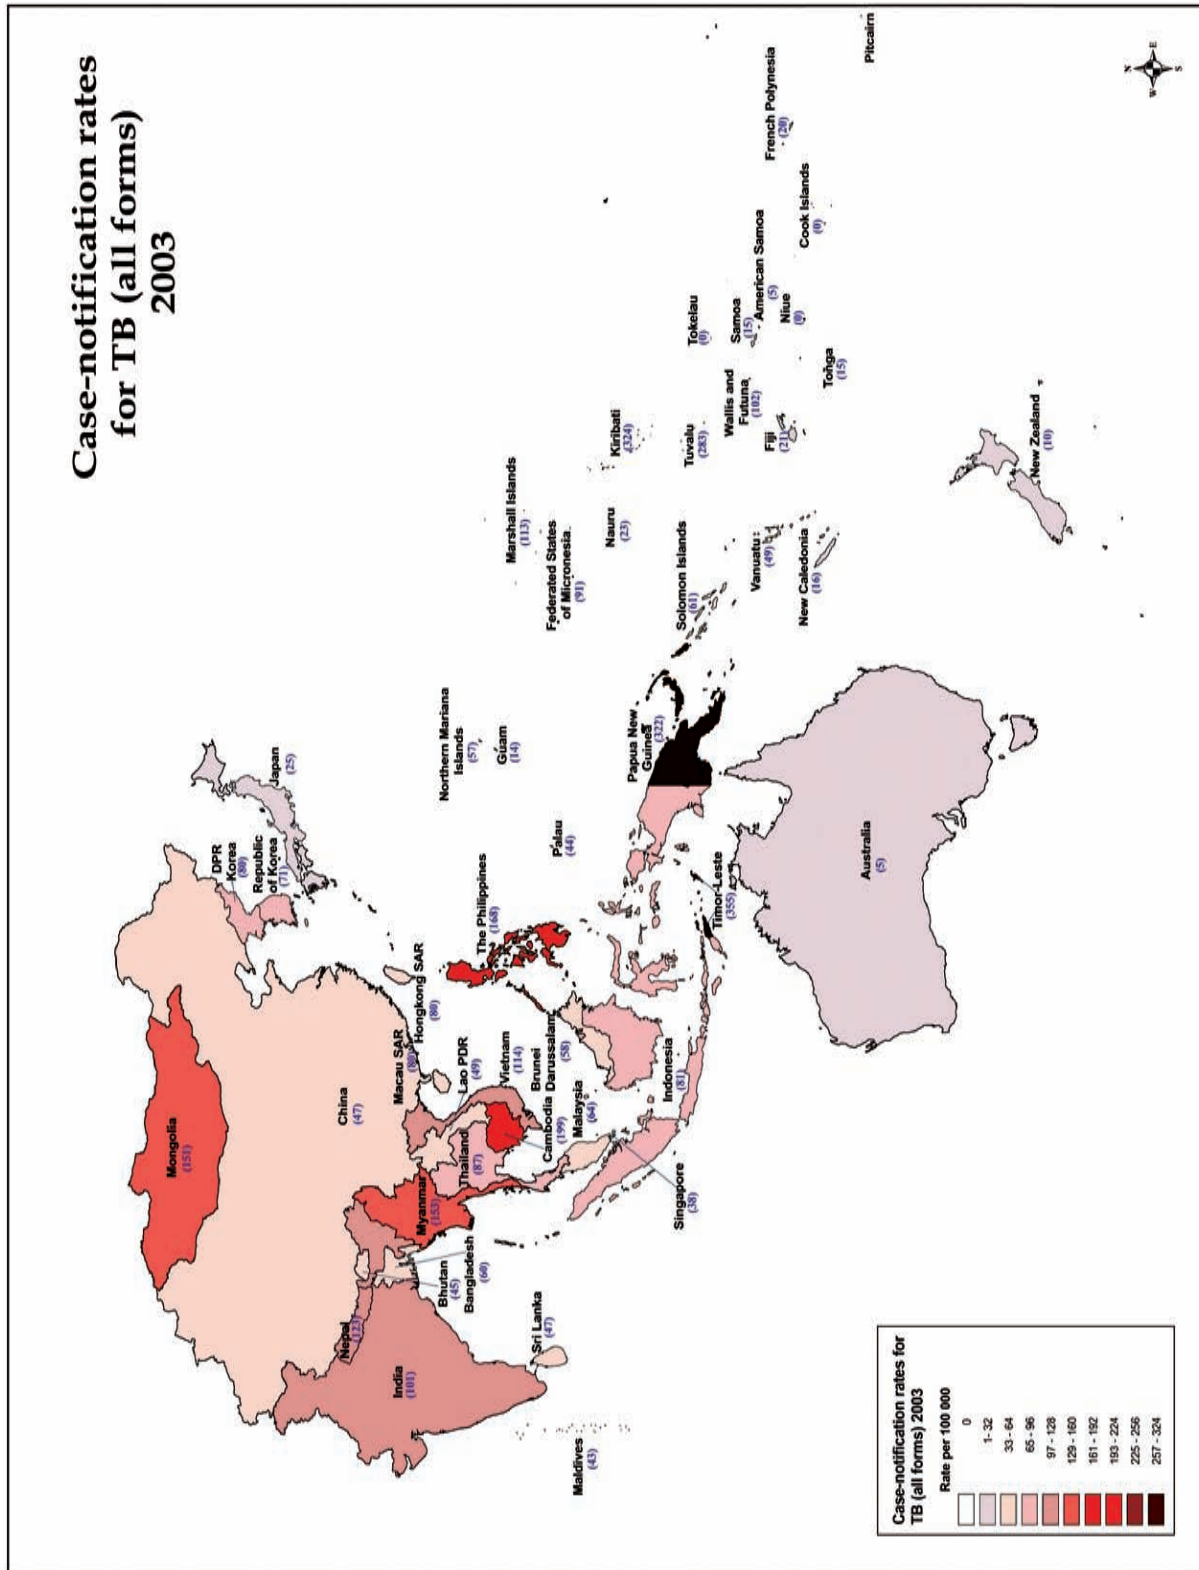 Case-notification rates
for TB (all forms)
2003
Mongolia
(151)
China
(47)
DPR
Korea
(80)
Republic
of Korea
(71)
Japan
(25)
Nepal
(123)
India
(101)
Bhutan
(45)
Bangladesh
(60)
Myanmar
(153)
Macau SAR
(80)
Hongkong SAR
(80)
Lao PDR
(49)
Thailand
(87)
Vietnam
(114)
Cambodia
(199)
Brunei
Darussalam
(58)
Malaysia
(64)
The Philippines
(168)
Sri Lanka
(47)
Maldives
(43)
Singapore
(38)
Indonesia
(81)
Timor-Leste
(355)
Northern Mariana
Islands
(57)
Guam
(14)
Palau
(44)
Papua New
Guinea
(322)
Marshall Islands
(113)
Federated States
of Micronesia
(91)
Nauru
(23)
Kiribati
(324)
Solomon Islands
(61)
Tuvalu
(283)
Tokelau
(0)
Wallis and
Futuna
(102)
Samoa
(15)
American Samoa
(5)
Vanuatu
(49)
Fiji
(21)
Niue
(0)
French Polynesia
(20)
New Caledonia
(16)
Tonga
(15)
Cook Islands
(0)
Pitcairn
Australia
(5)
New Zealand
(10)
N
W E
S
Case-notification rates for
TB (all forms) 2003
Rate per 100 000
0
1- 32
33 - 64
65 - 96
97 - 128
129 - 160
161 - 192
193 - 224
225 - 256
257 - 324